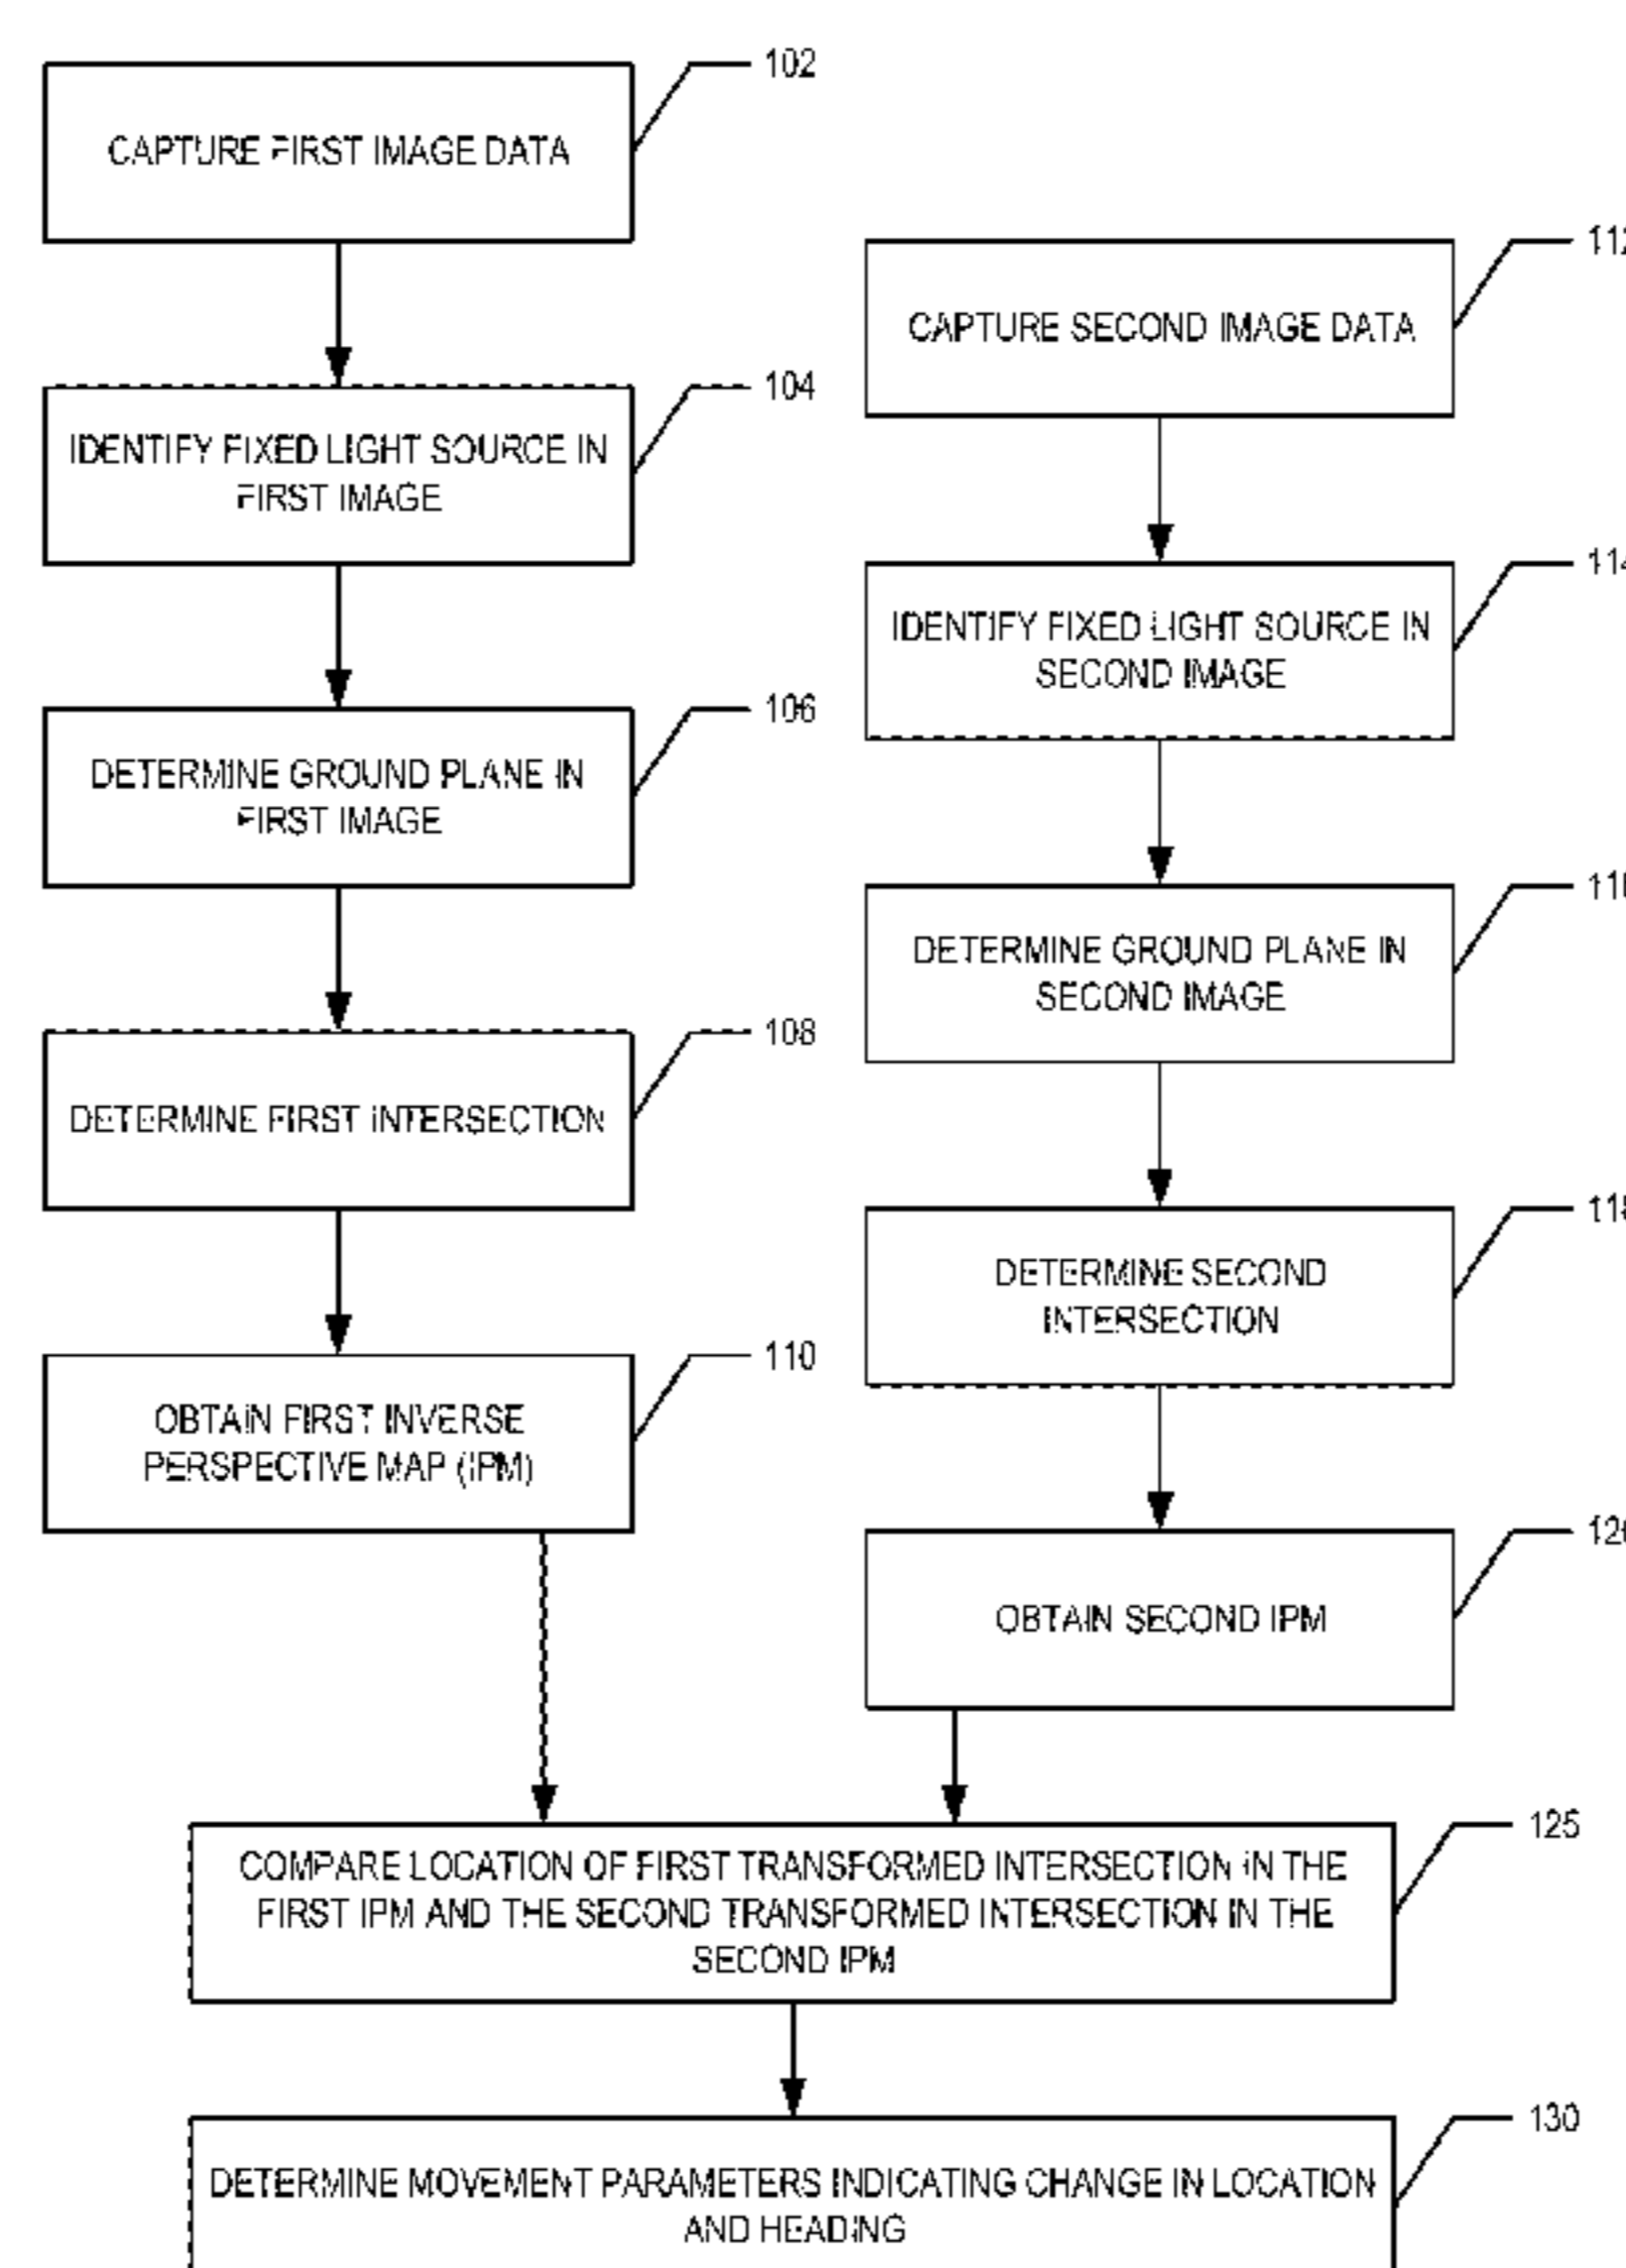 102
CAPTURE FIRST IMAGE DATA
104
IDENTIFY FIXED LIGHT SOURCE IN
FIRST IMAGE
106
DETERMINE GROUND PLANE IN
FIRST IMAGE
108
DETERMINE FIRST INTERSECTION
110
OBTAIN FIRST INVERSE
PERSPECTIVE MAP (IPM)
112
CAPTURE SECOND IMAGE DATA
114
IDENTIFY FIXED LIGHT SOURCE IN
SECOND IMAGE
DETERMINE GROUND PLANE IN
SECOND IMAGE
118
DETERMINE SECOND
INTERSECTION
120
OBTAIN SECOND IPM
125
COMPARE LOCATION OF FIRST TRANSFORMED INTERSECTION IN THE
FIRST IPM AND THE SECOND TRANSFORMED INTERSECTION IN THE
SECOND IPM
130
DETERMINE MOVEMENT PARAMETERS INDICATING CHANGE IN LOCATION
AND HEADING